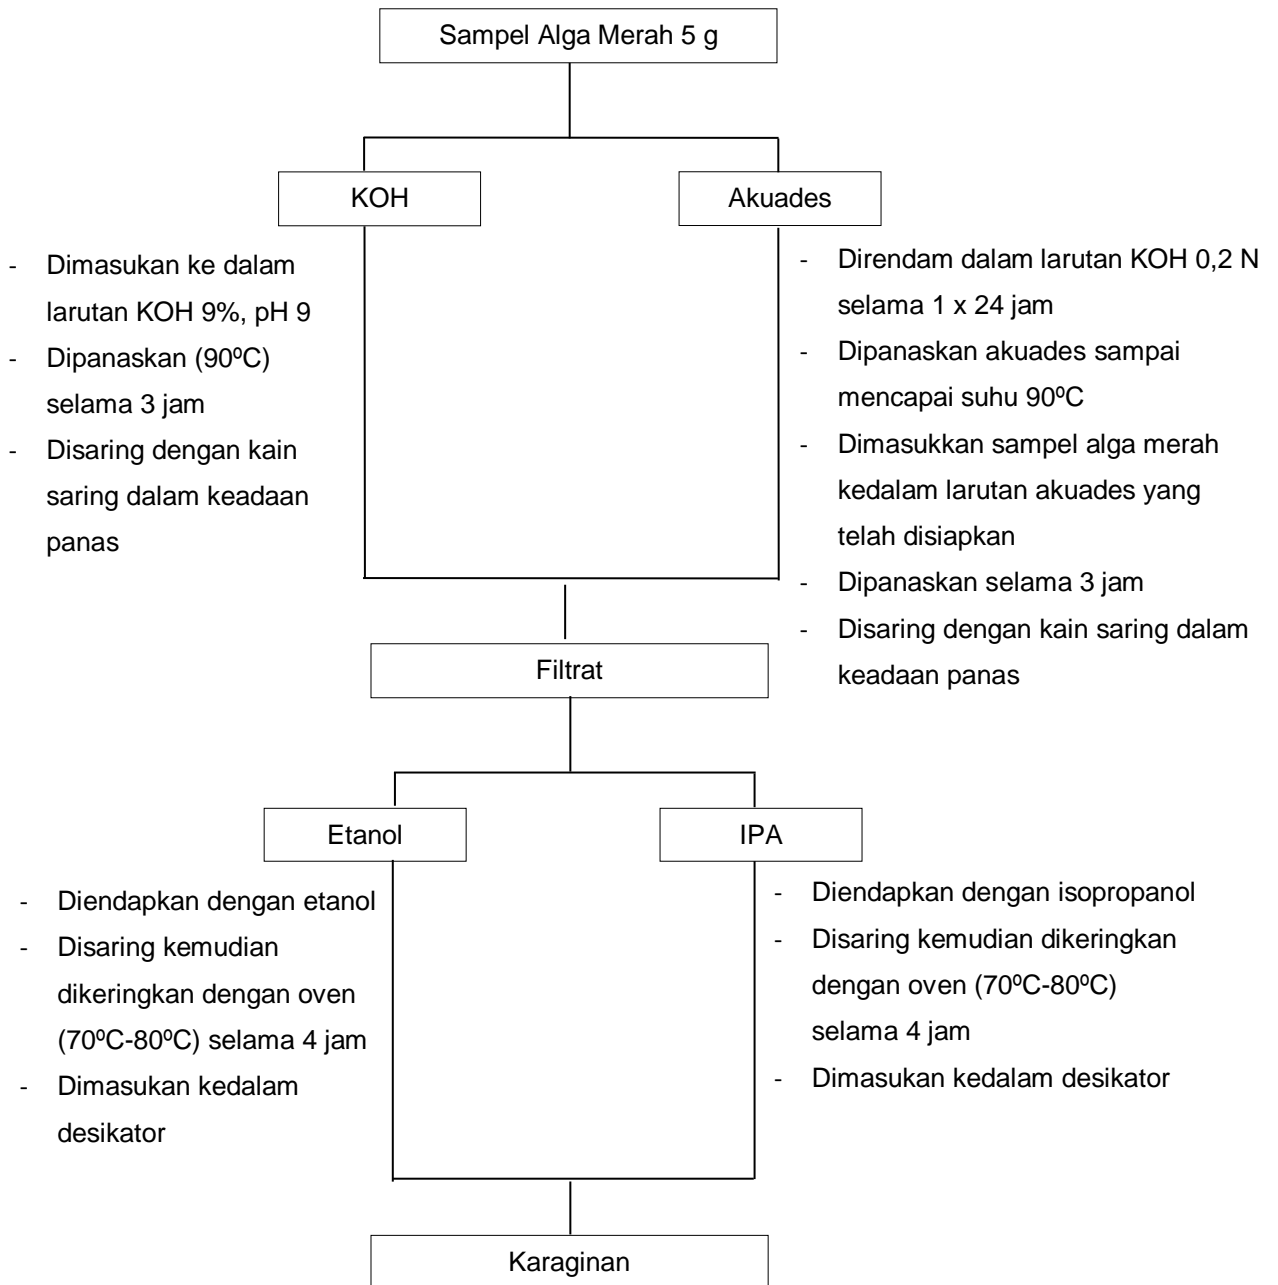 Sampel Alga Merah 5 g
KOH
Akuades
- Dimasukan ke dalam
larutan KOH 9%, pH 9
- Dipanaskan (90ºC)
selama 3 jam
- Disaring dengan kain
saring dalam keadaan
panas
- Direndam dalam larutan KOH 0,2 N
selama 1 x 24 jam
- Dipanaskan akuades sampai
mencapai suhu 90ºC
- Dimasukkan sampel alga merah
kedalam larutan akuades yang
telah disiapkan
- Dipanaskan selama 3 jam
- Disaring dengan kain saring dalam
keadaan panas
Filtrat
Etanol
IPA
- Diendapkan dengan etanol
- Disaring kemudian
dikeringkan dengan oven
(70ºC-80ºC) selama 4 jam
- Dimasukan kedalam
desikator
- Diendapkan dengan isopropanol
- Disaring kemudian dikeringkan
dengan oven (70ºC-80ºC)
selama 4 jam
- Dimasukan kedalam desikator
Karaginan